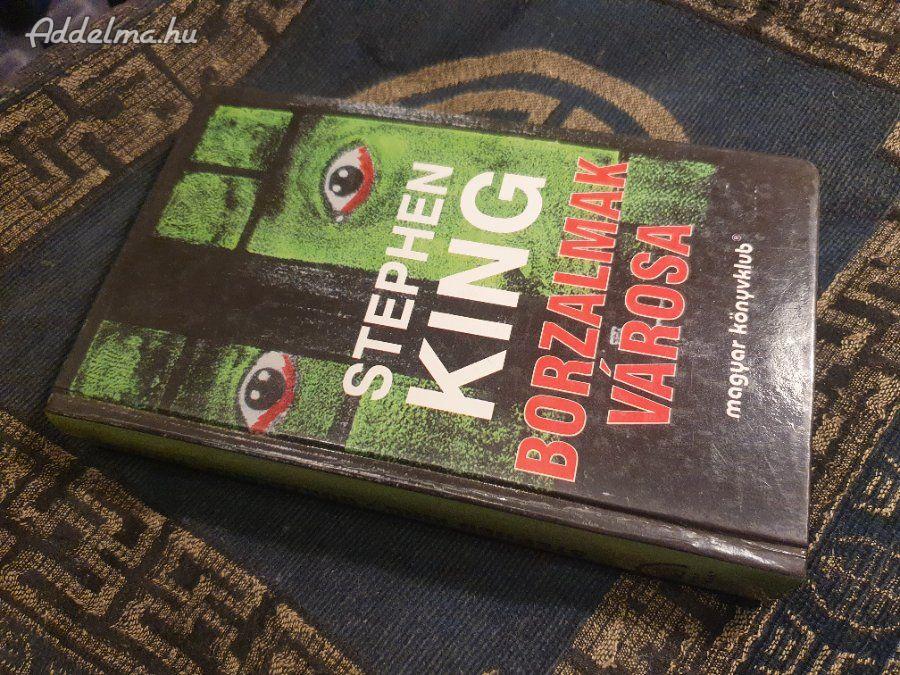 Addelma.hu
STEPHEN
KING
BORZALMAK
VÁROSA
magyar könyvklub®